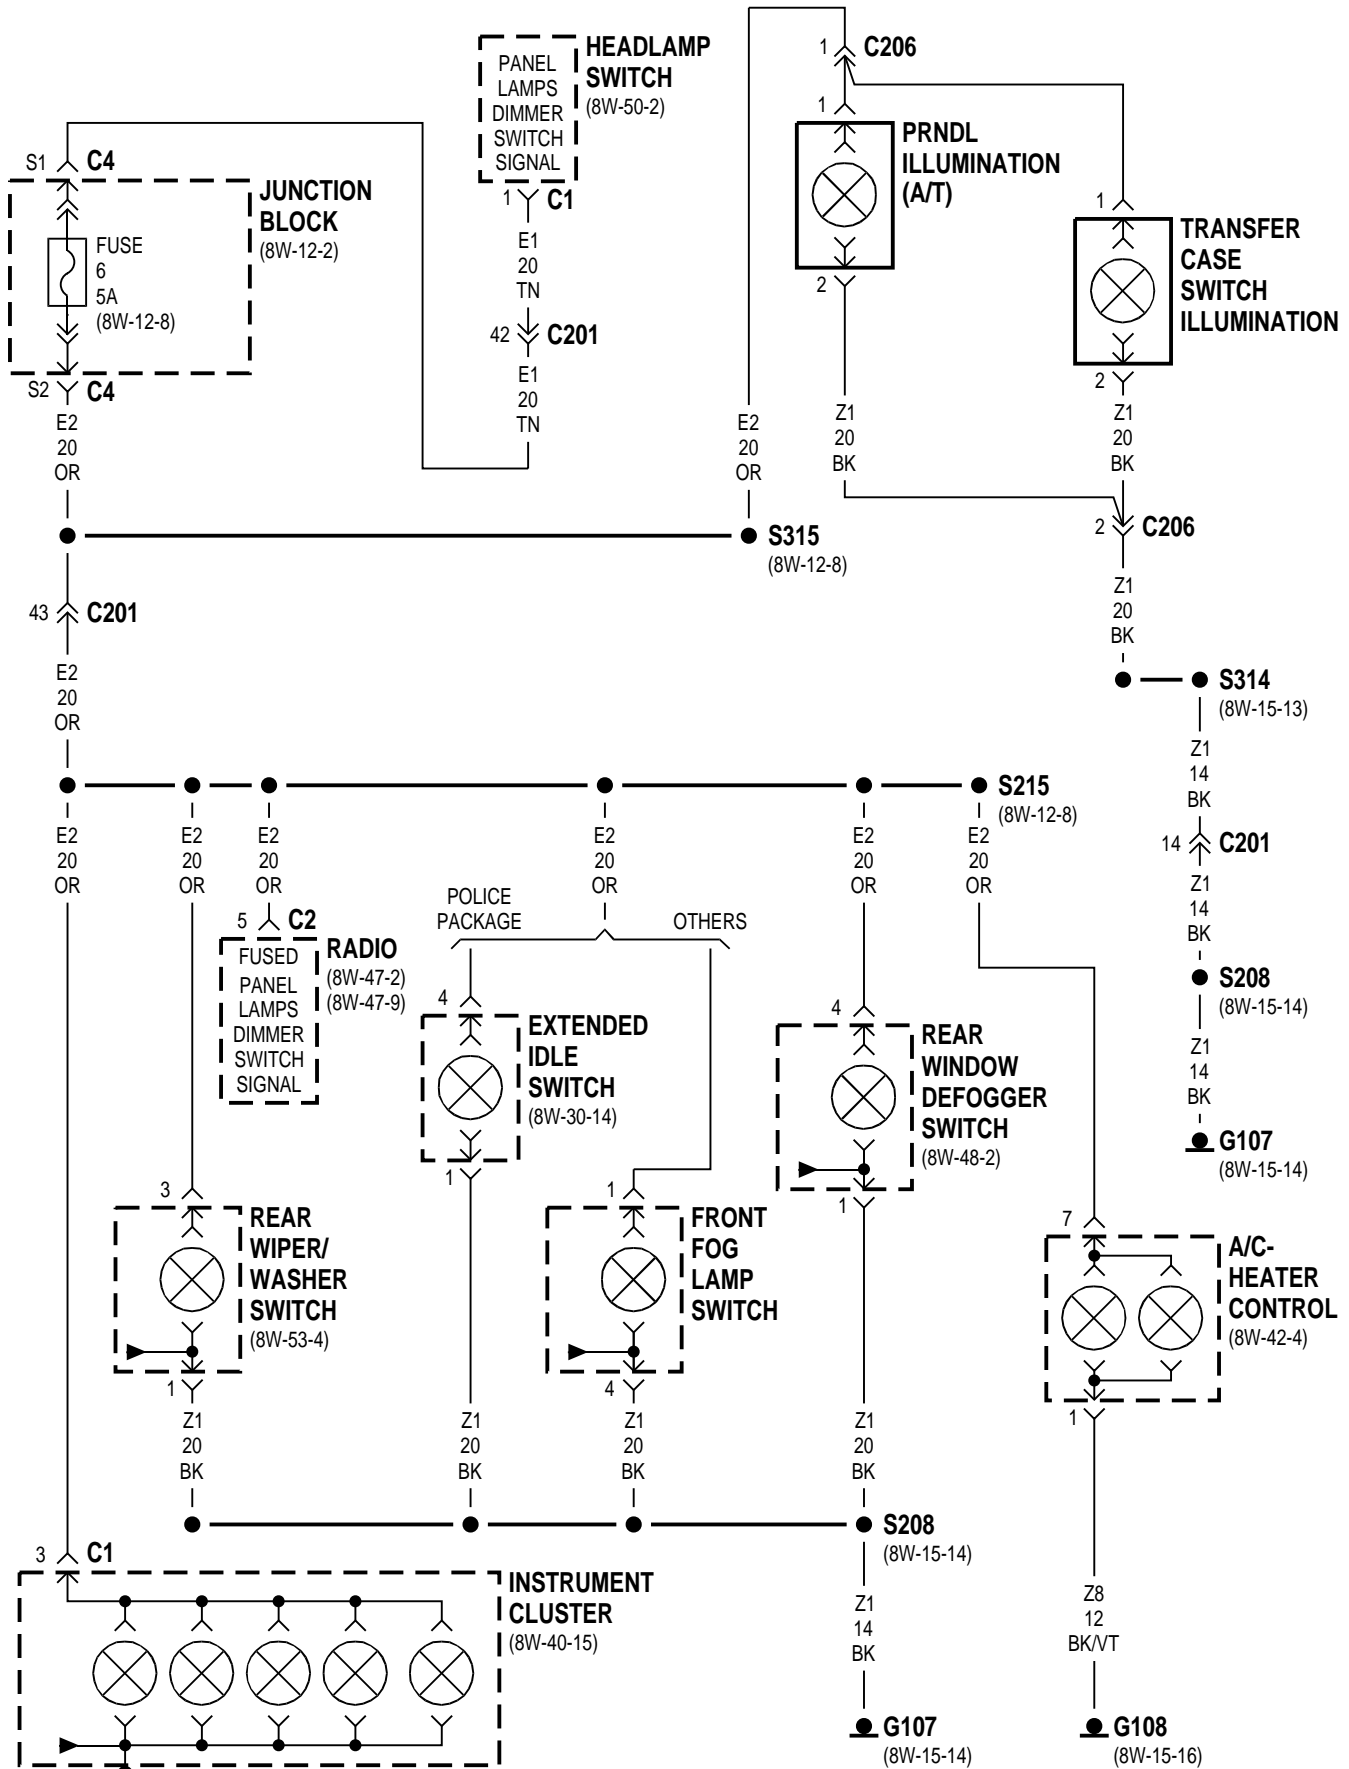 1 C206
HEADLAMP
SWITCH
(8W-50-2)
PANEL
LAMPS
DIMMER
SWITCH
SIGNAL
1 C1
E1
20
TN
42 C201
E1
20
TN
S1 C4
JUNCTION
BLOCK
(8W-12-2)
FUSE
6
5A
(8W-12-8)
S2 C4
E2
20
OR
1
PRNDL
ILLUMINATION
(A/T)
2
1
TRANSFER
CASE
SWITCH
ILLUMINATION
2
E2
20
OR
Z1
20
BK
Z1
20
BK
2 C206
S315
(8W-12-8)
Z1
20
BK
43 C201
E2
20
OR
S314
(8W-15-13)
Z1
14
BK
14 C201
Z1
14
BK
S208
(8W-15-14)
Z1
14
BK
G107
(8W-15-14)
S215
(8W-12-8)
E2
20
OR
E2
20
OR
E2
20
OR
E2
20
OR
E2
20
OR
E2
20
OR
5 C2
RADIO
(8W-47-2)
(8W-47-9)
FUSED
PANEL
LAMPS
DIMMER
SWITCH
SIGNAL
POLICE
PACKAGE
OTHERS
4
EXTENDED
IDLE
SWITCH
(8W-30-14)
1
4
REAR
WINDOW
DEFOGGER
SWITCH
(8W-48-2)
1
3
REAR
WIPER/
WASHER
SWITCH
(8W-53-4)
1
1
FRONT
FOG
LAMP
SWITCH
4
7
A/C-
HEATER
CONTROL
(8W-42-4)
1
Z1
20
BK
Z1
20
BK
Z1
20
BK
Z1
20
BK
S208
(8W-15-14)
3 C1
INSTRUMENT
CLUSTER
(8W-40-15)
Z1
14
BK
G107
(8W-15-14)
Z8
12
BK/VT
G108
(8W-15-16)